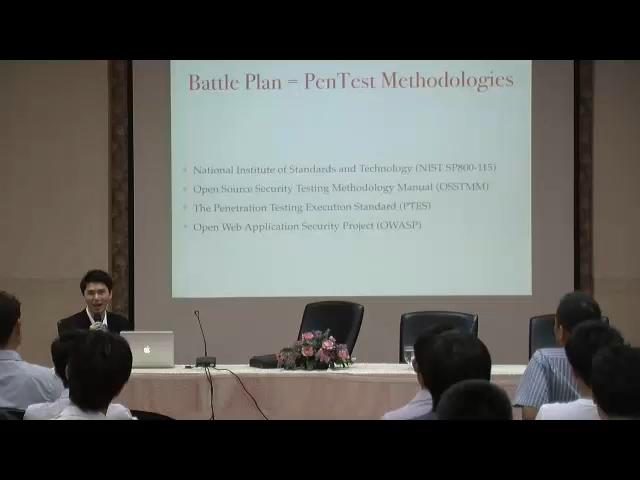 Battle Plan = PenTest Methodologies
National Institute of Standards and Technology (NIST SP800-115)
Open Source Security Testing Methodology Manual (OSSTMM)
The Penetration Testing Execution Standard (PTES)
Open Web Application Security Project (OWASP)